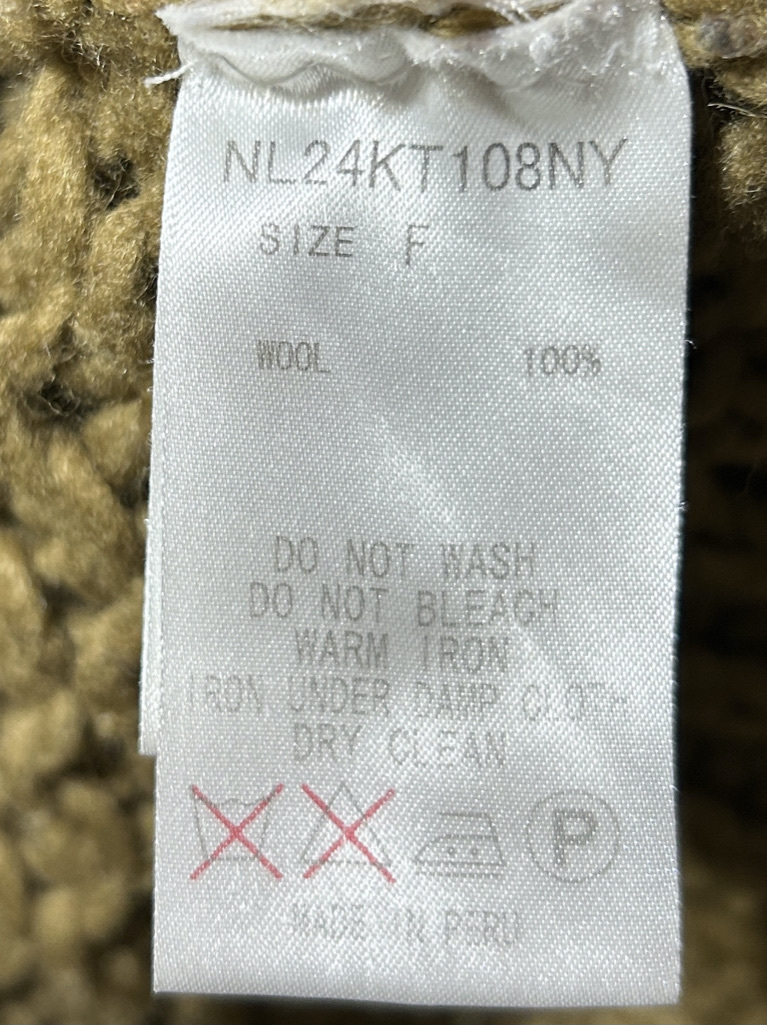 NL24KT108NY
SIZE F
WOOL 100%
DO NOT WASH
DO NOT BLEACH
WARM IRON
IRON UNDER DAMP CLOTH
DRY CLEAN
P
MADE IN PERU